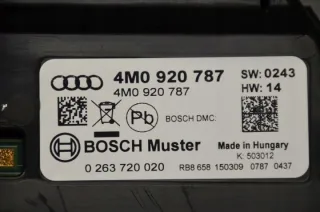 4M0 920 787 SW: 0243
4M0 920 787 HW: 14
Pb BOSCH DMC:
BOSCH Muster Made in Hungary
K: 503012
0 263 720 020 RB8 658 150309 0787 0437